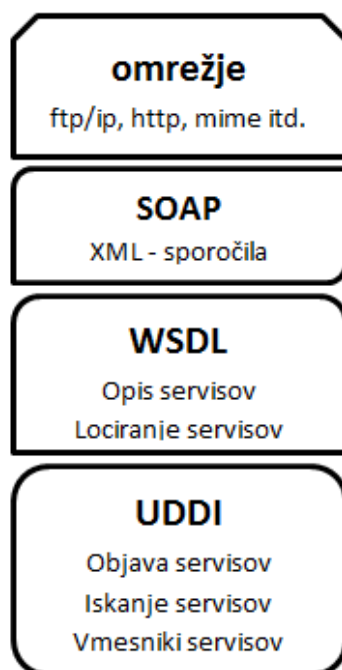 omrežje
ftp/ip, http, mime itd.
SOAP
XML - sporočila
WSDL
Opis servisov
Lociranje servisov
UDDI
Objava servisov
Iskanje servisov
Vmesniki servisov